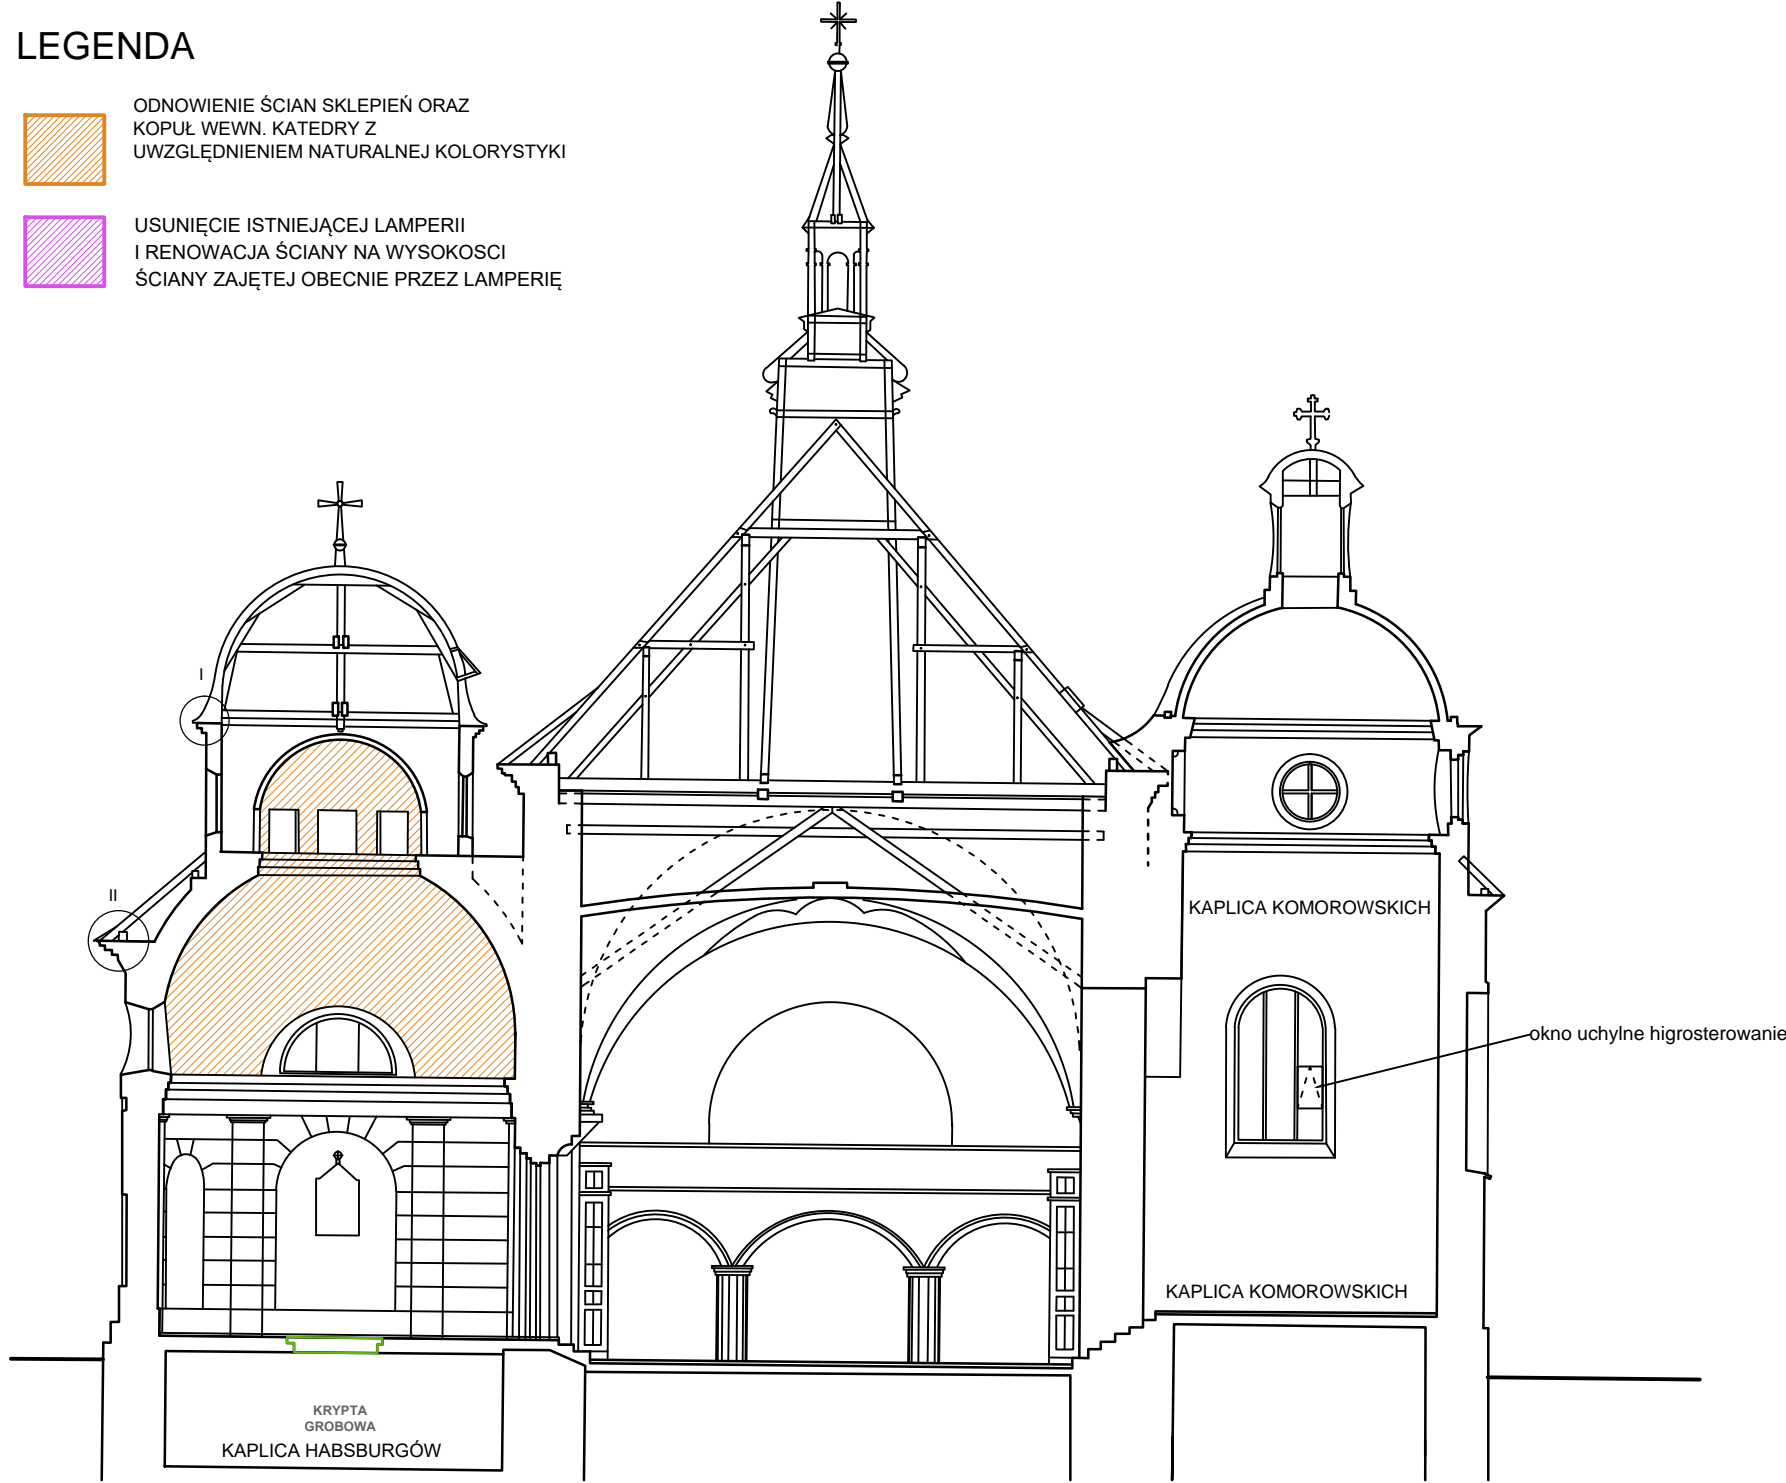 LEGENDA
ODNOWIENIE ŚCIAN SKLEPIEŃ ORAZ
KOPUŁ WEWN. KATEDRY Z
UWZGLĘDNIENIEM NATURALNEJ KOLORYSTYKI
USUNIĘCIE ISTNIEJĄCEJ LAMPERII
I RENOWACJA ŚCIANY NA WYSOKOSCI
ŚCIANY ZAJĘTEJ OBECNIE PRZEZ LAMPERIĘ
I
II
KAPLICA KOMOROWSKICH
okno uchylne higrosterowanie
KAPLICA KOMOROWSKICH
KRYPTA
GROBOWA
KAPLICA HABSBURGÓW